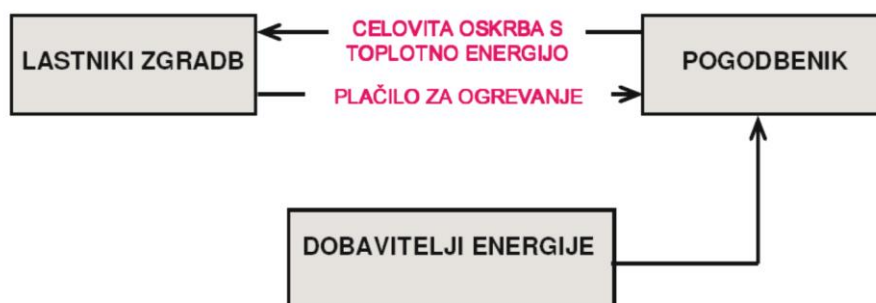 LASTNIKI ZGRADB
CELOVITA OSKRBA S
TOPLOTNO ENERGIJO
PLAČILO ZA OGREVANJE
POGODBENIK
DOBAVITELJI ENERGIJE